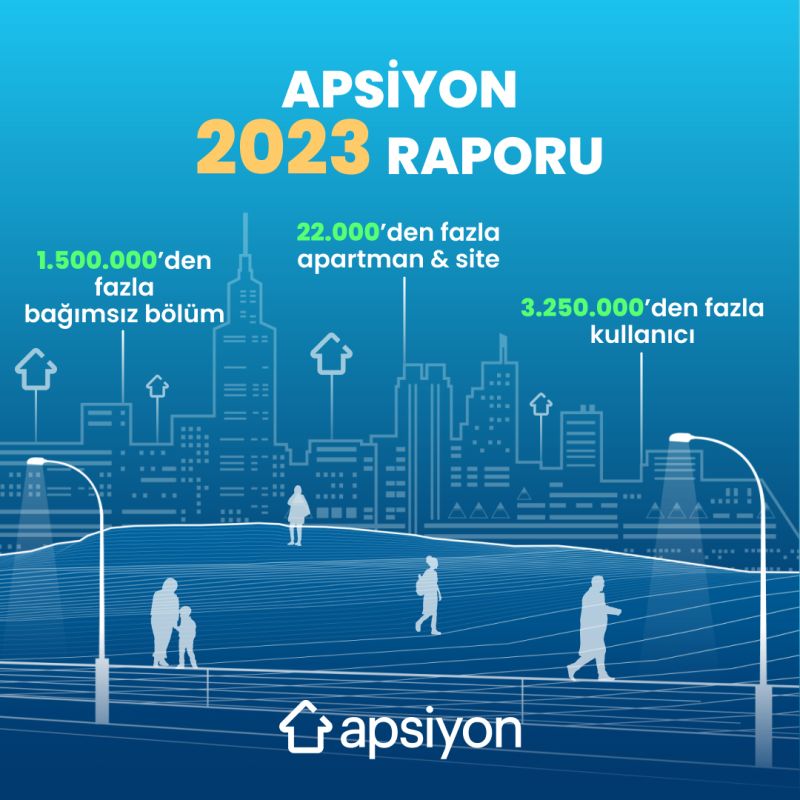 APSİYON
2023 RAPORU
1.500.000’den
fazla
bağımsız bölüm
22.000’den fazla
apartman & site
3.250.000’den fazla
kullanıcı
apsiyon